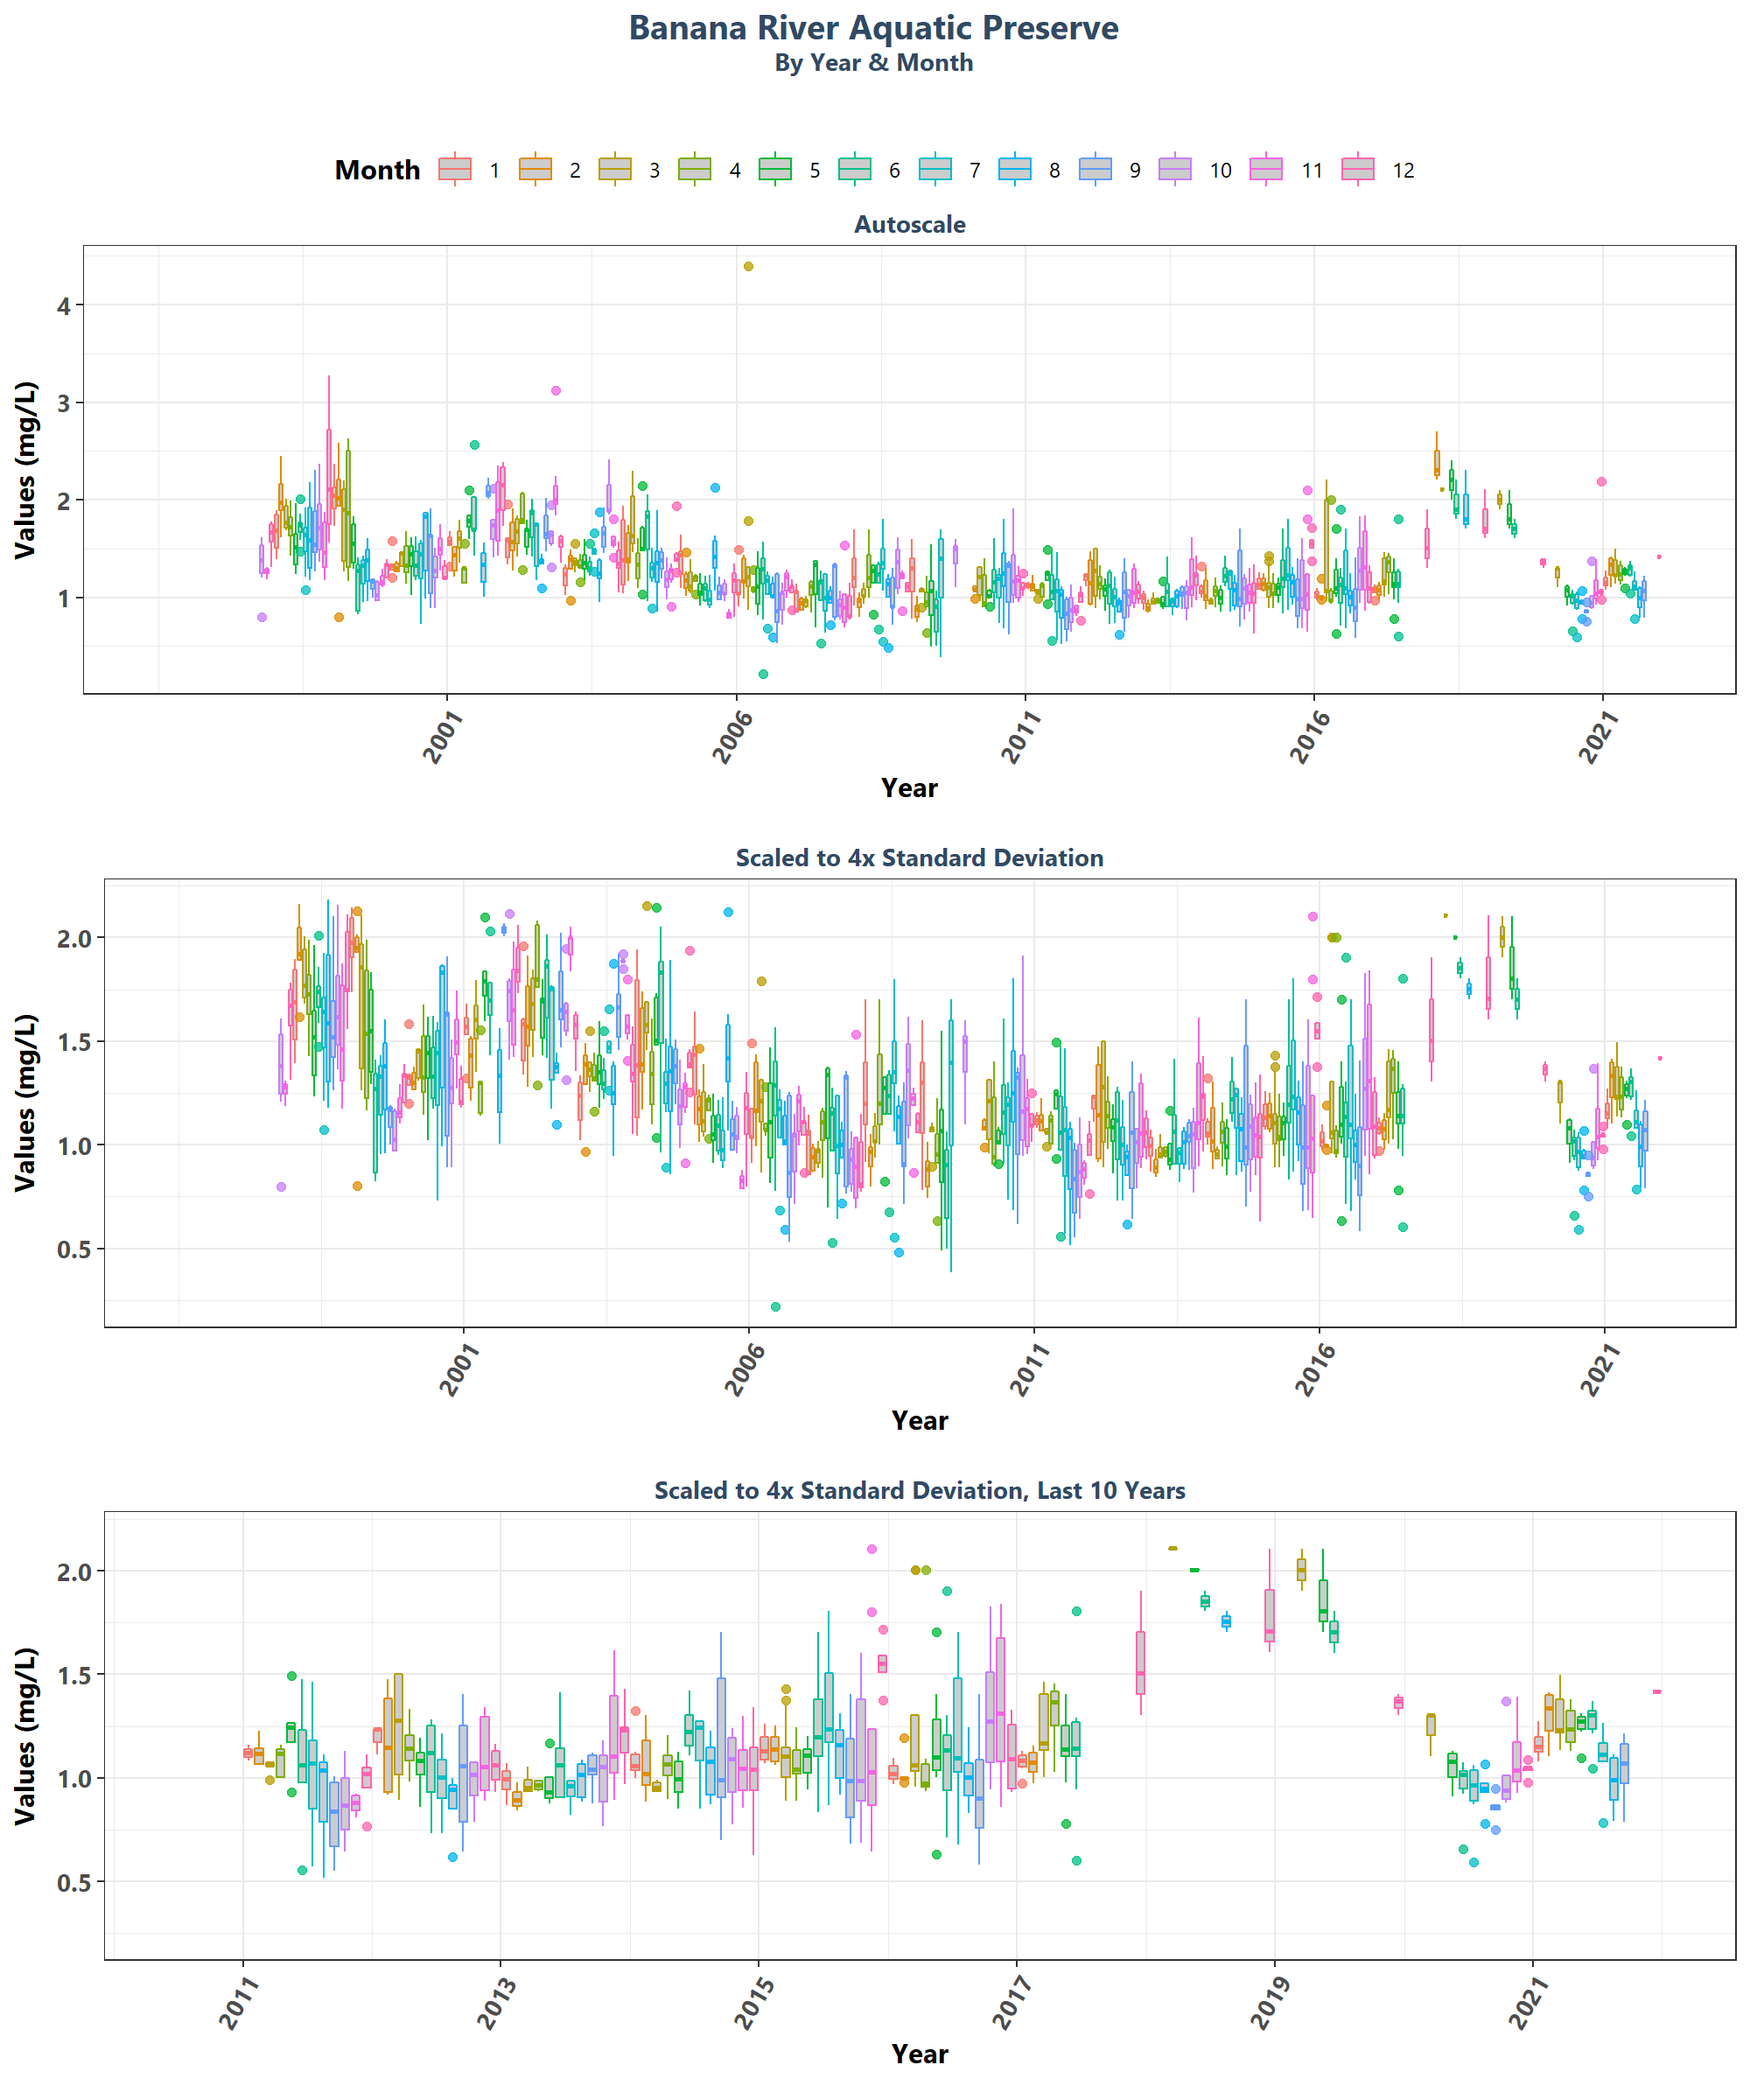 Banana River Aquatic Preserve
By Year & Month
Month 1 2 3 4 5 6 7 8 9 10 11 12
Autoscale
Values (mg/L)
4
3
2
1
2001 2006 2011 2016 2021
Year
Scaled to 4x Standard Deviation
Values (mg/L)
2.0
1.5
1.0
0.5
2001 2006 2011 2016 2021
Year
Scaled to 4x Standard Deviation, Last 10 Years
Values (mg/L)
2.0
1.5
1.0
0.5
2011 2013 2015 2017 2019 2021
Year